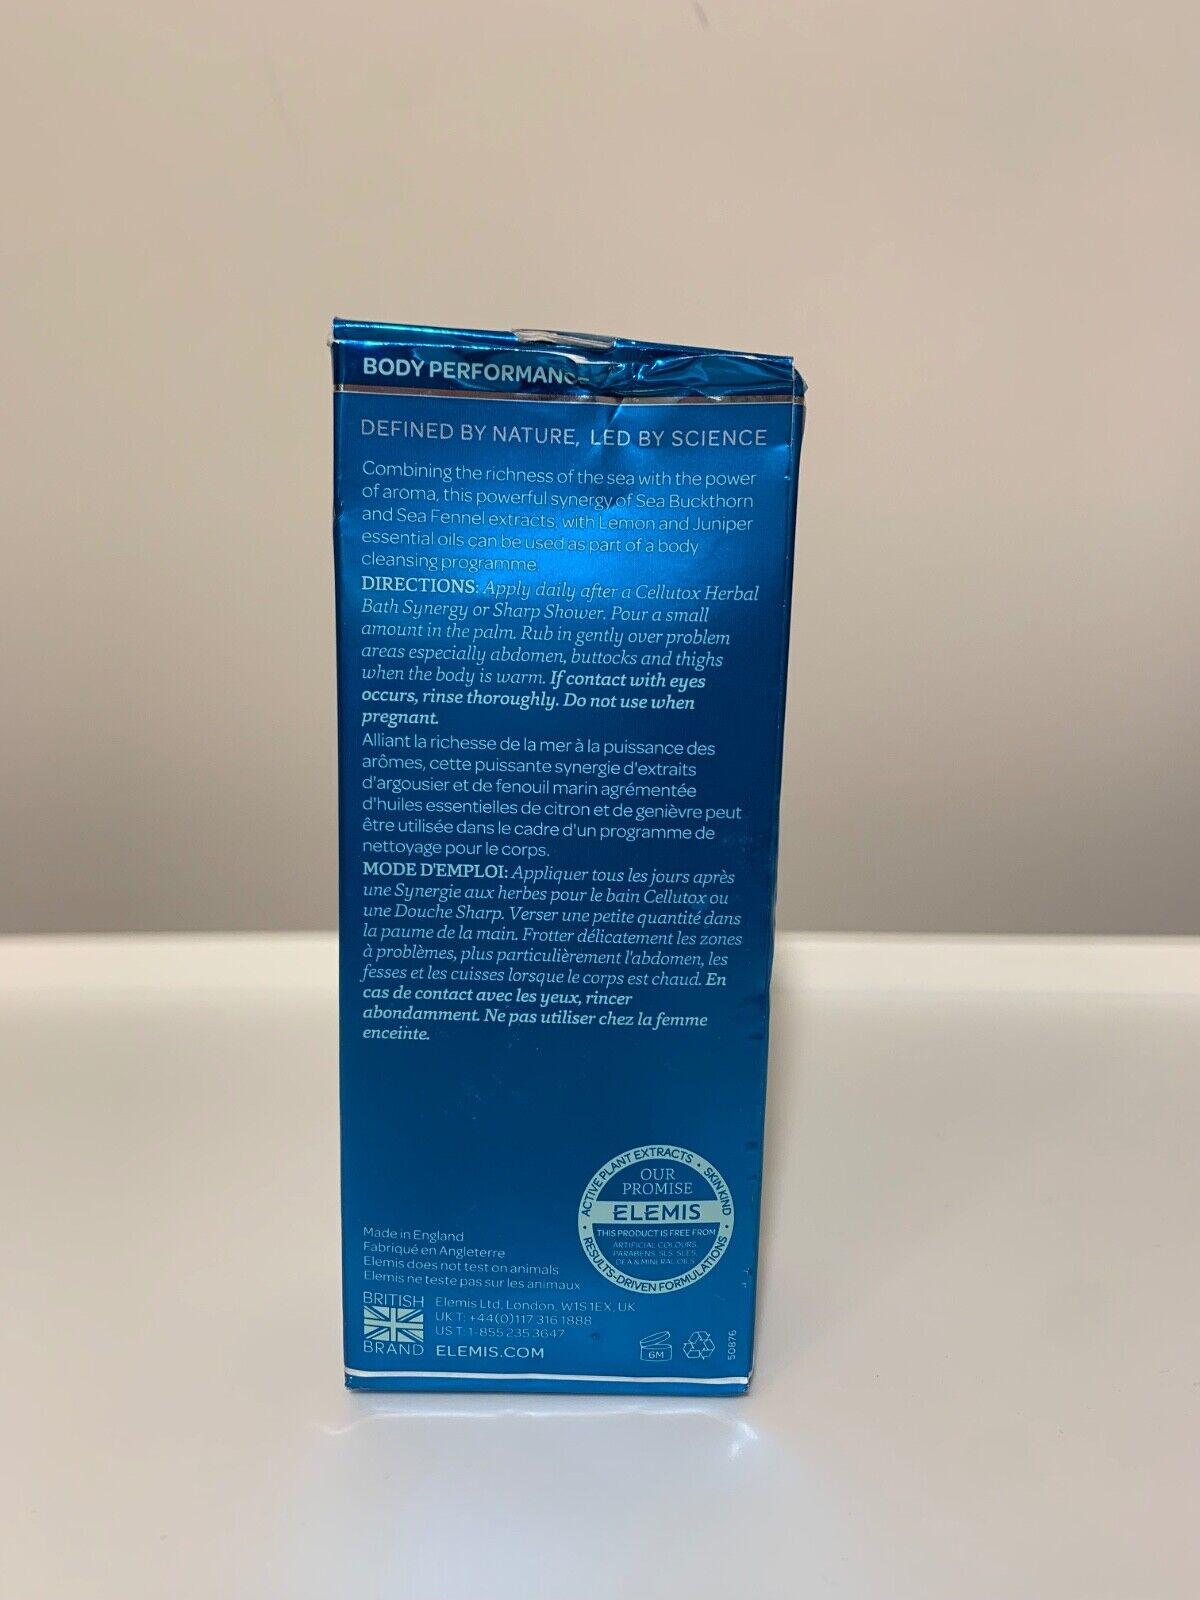 BODY PERFORMANCE
DEFINED BY NATURE, LED BY SCIENCE
Combining the richness of the sea with the power
of aroma, this powerful synergy of Sea Buckthorn
and Sea Fennel extracts, with Lemon and Juniper
essential oils can be used as part of a body
cleansing programme.
DIRECTIONS: Apply daily after a Cellutox Herbal
Bath Synergy or Sharp Shower. Pour a small
amount in the palm. Rub in gently over problem
areas especially abdomen, buttocks and thighs
when the body is warm. If contact with eyes
occurs, rinse thoroughly. Do not use when
pregnant.
Alliant la richesse de la mer à la puissance des
arômes, cette puissante synergie d'extraits
d'argousier et de fenouil marin agrémentée
d'huiles essentielles de citron et de genièvre peut
être utilisée dans le cadre d'un programme de
nettoyage pour le corps.
MODE D'EMPLOI: Appliquer tous les jours après
une Synergie aux herbes pour le bain Cellutox ou
une Douche Sharp. Verser une petite quantité dans
la paume de la main. Frotter délicatement les zones
à problèmes, plus particulièrement l'abdomen, les
fesses et les cuisses lorsque le corps est chaud. En
cas de contact avec les yeux, rincer
abondamment. Ne pas utiliser chez la femme
enceinte.
ACTIVE PLANT EXTRACTS • SKIN KIND
OUR
PROMISE
ELEMIS
THIS PRODUCT IS FREE FROM
ARTIFICIAL COLOURS,
PARABENS, SLS, SLES,
DEA & MINERAL OILS
• RESULTS-DRIVEN FORMULATIONS •
Made in England
Fabriqué en Angleterre
Elemis does not test on animals
Elemis ne teste pas sur les animaux
BRITISH
BRAND
Elemis Ltd, London, W1S 1EX, UK
UK T: +44(0)117 316 1888
US T: 1-855 235 3647
ELEMIS.COM
6M
50876